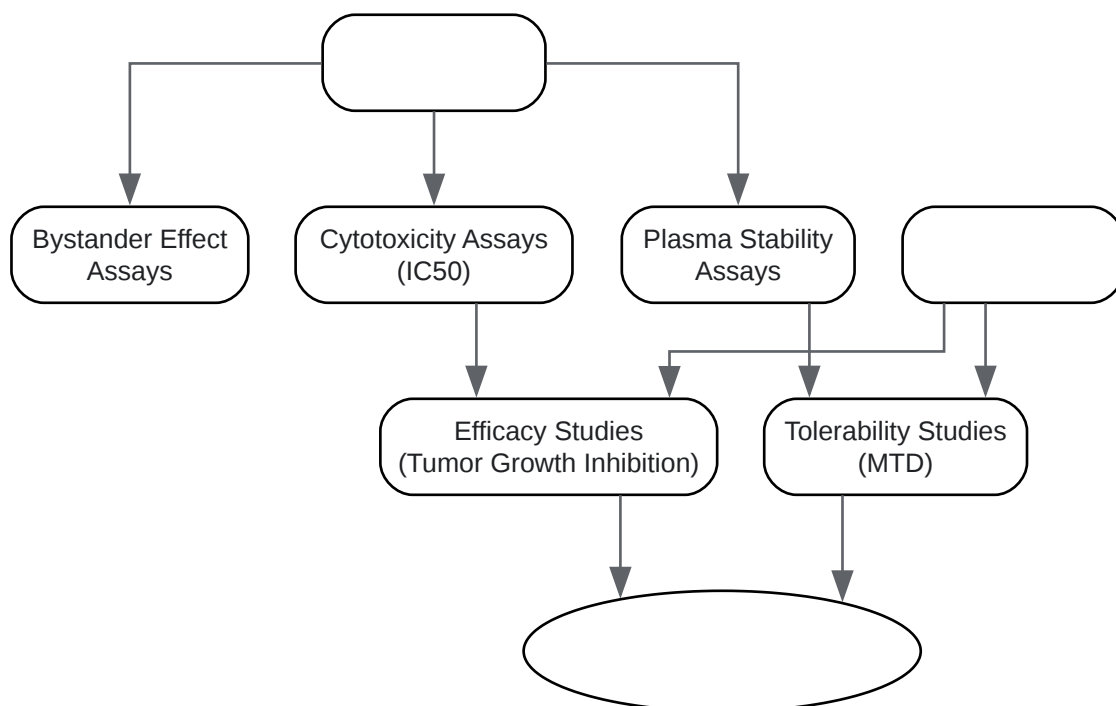 Bystander Effect
Assays
Cytotoxicity Assays
(IC50)
Plasma Stability
Assays
Efficacy Studies
(Tumor Growth Inhibition)
Tolerability Studies
(MTD)